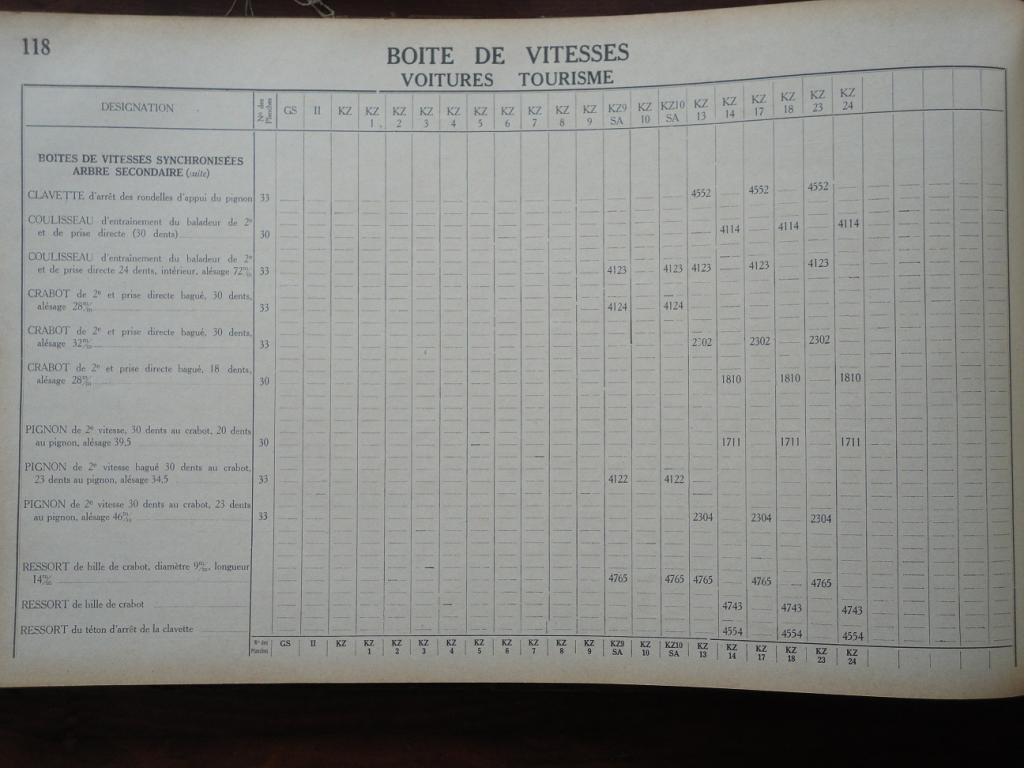 118
BOITE DE VITESSES
VOITURES TOURISME
DESIGNATION Nos des Planches GS II KZ KZ 1 KZ 2 KZ 3 KZ 4 KZ 5 KZ 6 KZ 7 KZ 8 KZ 9 KZ9 SA KZ 10 KZ10 SA KZ 13 KZ 14 KZ 17 KZ 18 KZ 23 KZ 24
BOITES DE VITESSES SYNCHRONISÉES
ARBRE SECONDAIRE (suite)
CLAVETTE d'arrêt des rondelles d'appui du pignon 33 4552 4552 4552
COULISSEAU d'entraînement du baladeur de 2e
et de prise directe (30 dents) 30 4114 4114 4114
COULISSEAU d'entraînement du baladeur de 2e
et de prise directe 24 dents, intérieur, alésage 72m/m 33 4123 4123 4123 4123 4123
CRABOT de 2e et prise directe bagué, 30 dents,
alésage 28m/m 33 4124 4124
CRABOT de 2e et prise directe bagué, 30 dents,
alésage 32m/m 33 2302 2302 2302
CRABOT de 2e et prise directe bagué, 18 dents,
alésage 28m/m 30 1810 1810 1810
PIGNON de 2e vitesse, 30 dents au crabot, 20 dents
au pignon, alésage 39,5 30 1711 1711 1711
PIGNON de 2e vitesse bagué 30 dents au crabot,
23 dents au pignon, alésage 34,5 33 4122 4122
PIGNON de 2e vitesse 30 dents au crabot, 23 dents
au pignon, alésage 46m/m 33 2304 2304 2304
RESSORT de bille de crabot, diamètre 9m/m, longueur
14m/m 4765 4765 4765 4765 4765
RESSORT de bille de crabot 4743 4743 4743
RESSORT du téton d'arrêt de la clavette 4554 4554 4554
Nos des Planches GS II KZ KZ 1 KZ 2 KZ 3 KZ 4 KZ 5 KZ 6 KZ 7 KZ 8 KZ 9 KZ9 SA KZ 10 KZ10 SA KZ 13 KZ 14 KZ 17 KZ 18 KZ 23 KZ 24